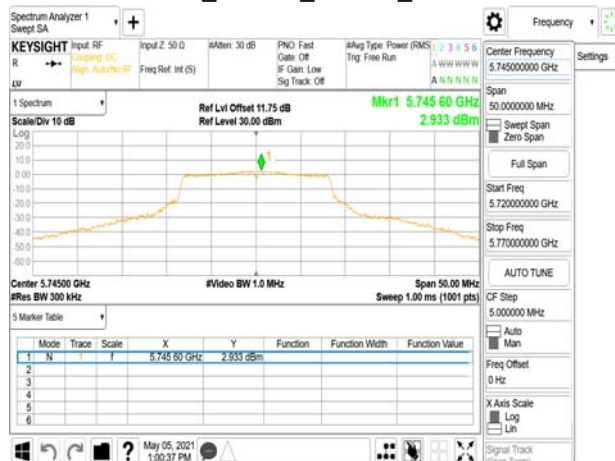 Spectrum Analyzer 1
Swept SA
Frequency
Settings
KEYSIGHT
R
Input: RF
Coupling: DC
Align: Auto/No RF
Input Z: 50 Ω
Freq Ref: Int (S)
#Atten: 30 dB
PNO: Fast
Gate: Off
IF Gain: Low
Sig Track: Off
#Avg Type: Power (RMS
Trig: Free Run
1 2 3 4 5 6
A W W W W W
A N N N N N
1 Spectrum
Scale/Div 10 dB
Ref Lvl Offset 11.75 dB
Ref Level 30.00 dBm
Mkr1 5.745 60 GHz
2.933 dBm
Log
20.0
10.0
0.00
-10.0
-20.0
-30.0
-40.0
-50.0
-60.0
1
Center 5.74500 GHz
#Video BW 1.0 MHz
Span 50.00 MHz
#Res BW 300 kHz
Sweep 1.00 ms (1001 pts)
5 Marker Table
Mode Trace Scale X Y Function Function Width Function Value
1 N 1 f 5.745 60 GHz 2.933 dBm
2
3
4
5
6
May 05, 2021
1:00:37 PM
Center Frequency
5.745000000 GHz
Span
50.0000000 MHz
Swept Span
Zero Span
Full Span
Start Freq
5.720000000 GHz
Stop Freq
5.770000000 GHz
AUTO TUNE
CF Step
5.000000 MHz
Auto
Man
Freq Offset
0 Hz
X Axis Scale
Log
Lin
Signal Track